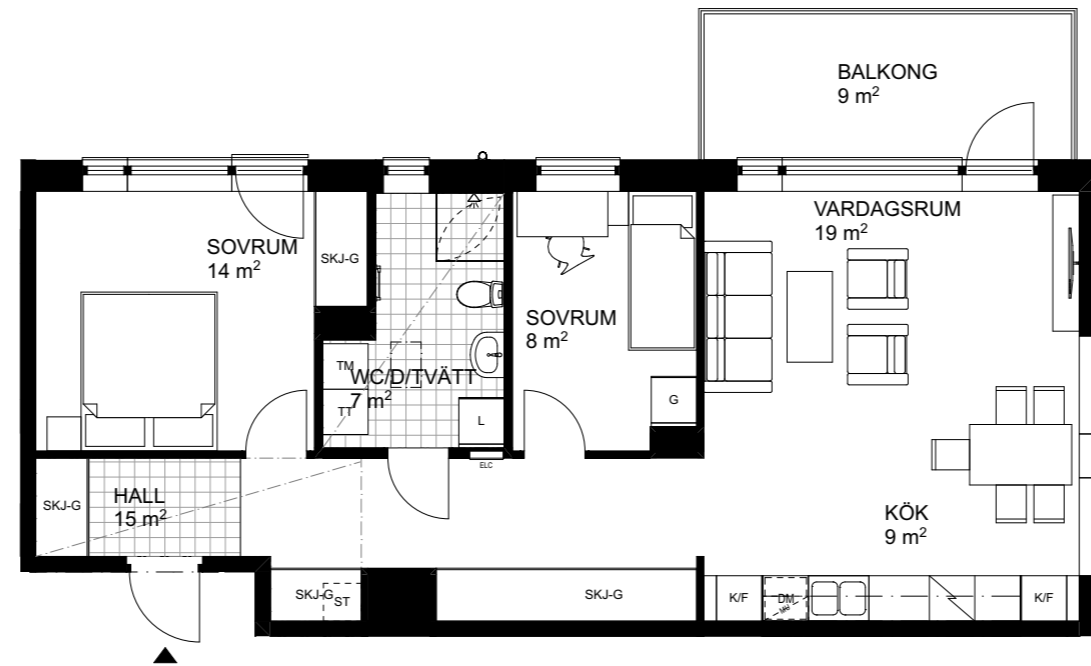 BALKONG
9 m²
SOVRUM
14 m²
SKJ-G
VARDAGSRUM
19 m²
SOVRUM
8 m²
TM
WC/D/TVÄTT
7 m²
TT
L
G
ELC
SKJ-G
HALL
15 m²
KÖK
9 m²
SKJ-G
ST
SKJ-G
K/F
DM
MU
K/F